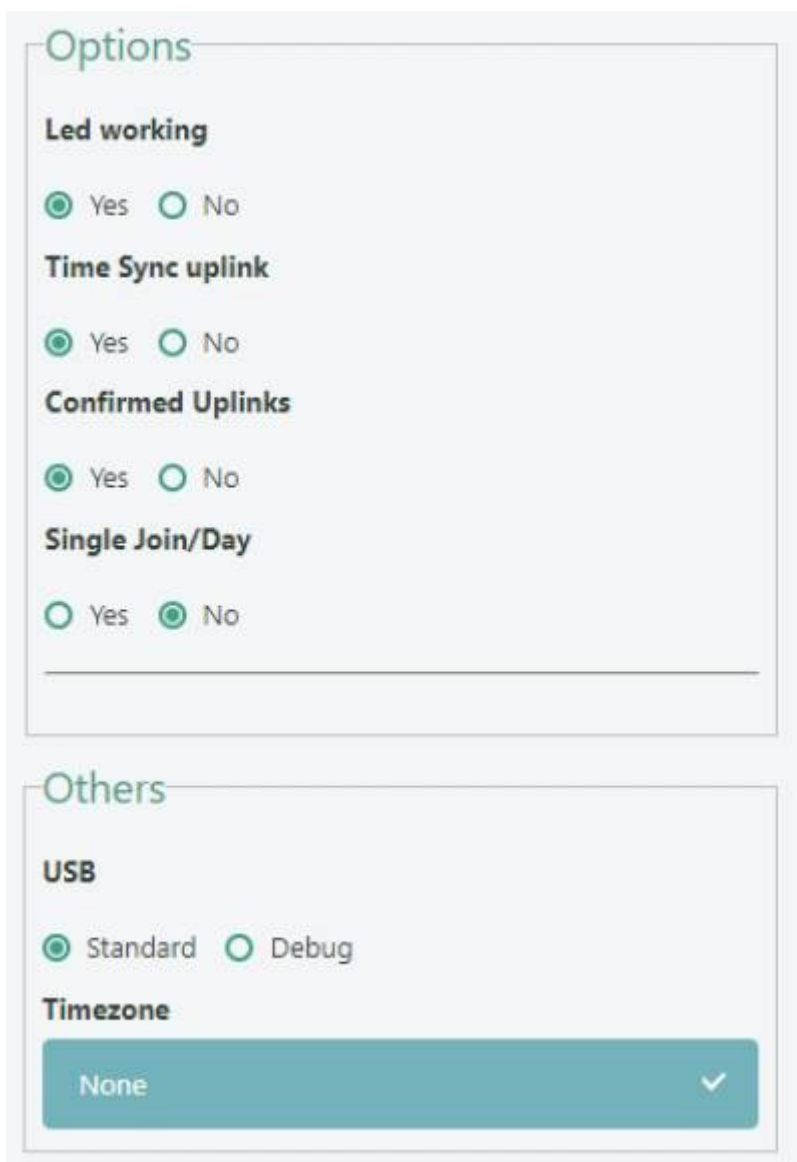 Options
Led working
Yes No
Time Sync uplink
Yes No
Confirmed Uplinks
Yes No
Single Join/Day
Yes No
Others
USB
Standard Debug
Timezone
None